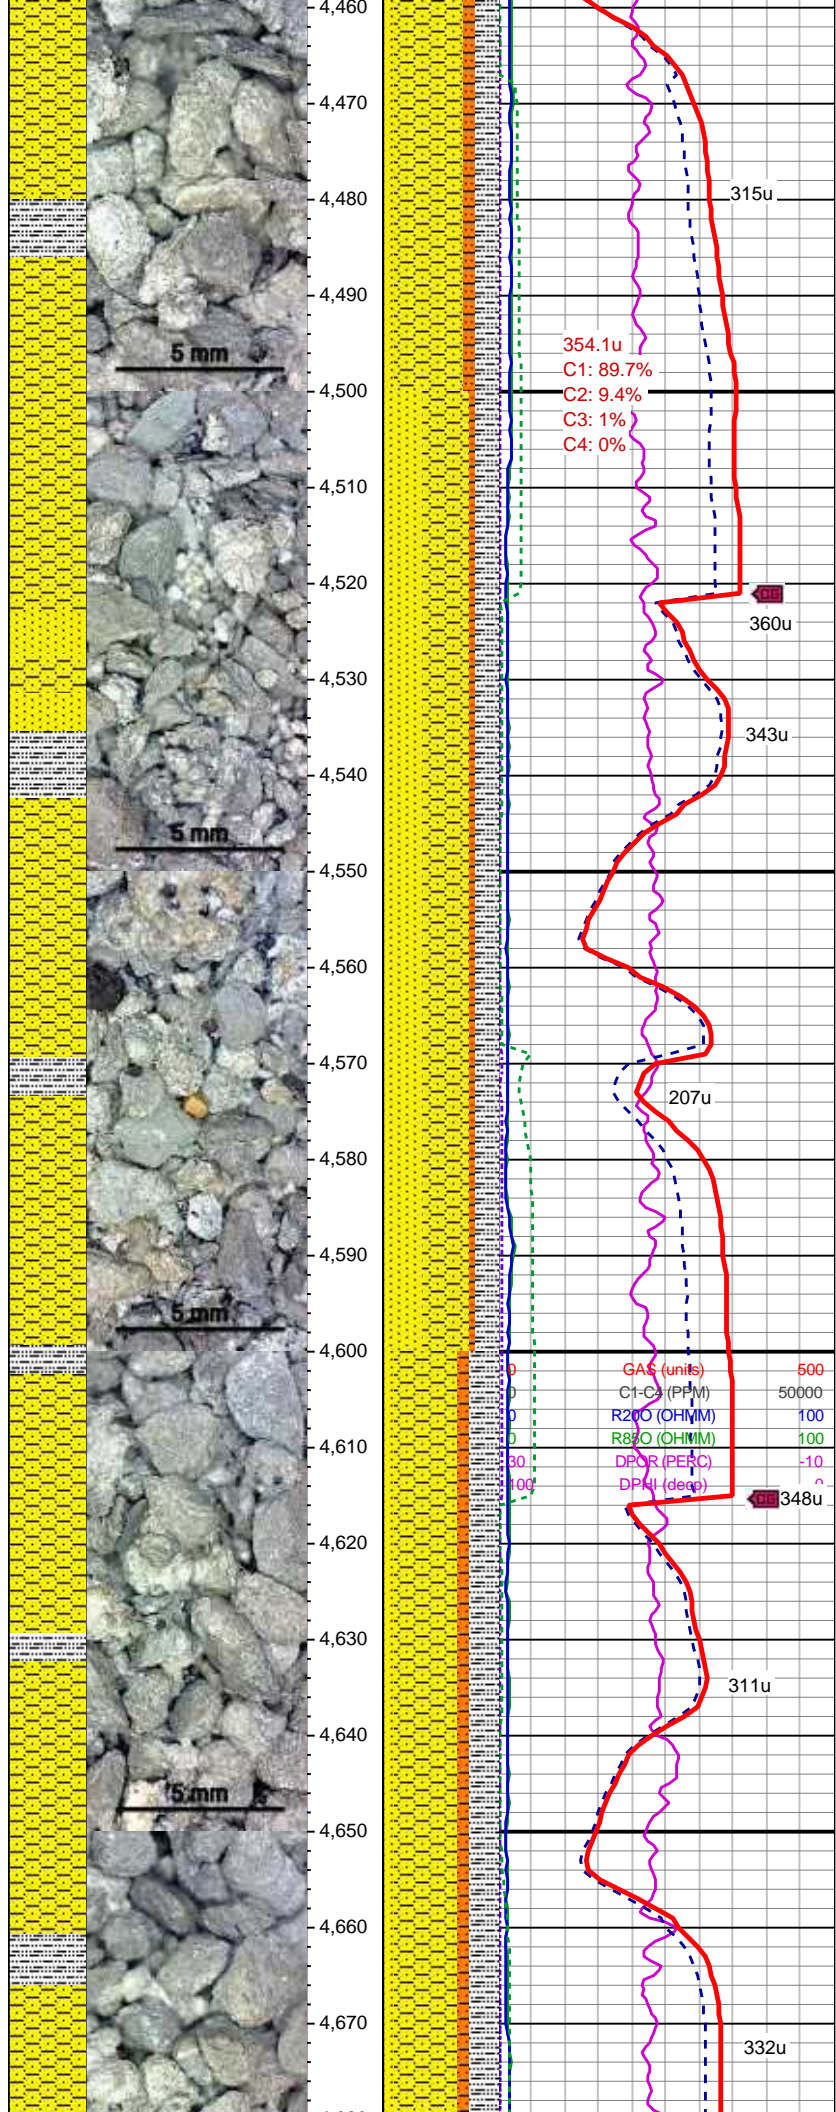 4,460
4,470
4,480
315u
4,490
354.1u
5 mm
C1: 89.7%
4,500
C2: 9.4%
C3: 1%
C4: 0%
4,510
4,520
CG
360u
4,530
343u
4,540
5 mm
4,550
4,560
4,570
207u
4,580
4,590
5 mm
4,600
0 GAS (units) 500
0 C1-C4 (PPM) 50000
0 R20O (OHMM) 100
0 R85O (OHMM) 100
4,610
30 DPOR (PERC) -10
100 DPHI (decp) 0
CG 348u
4,620
4,630
311u
4,640
5 mm
4,650
4,660
4,670
332u